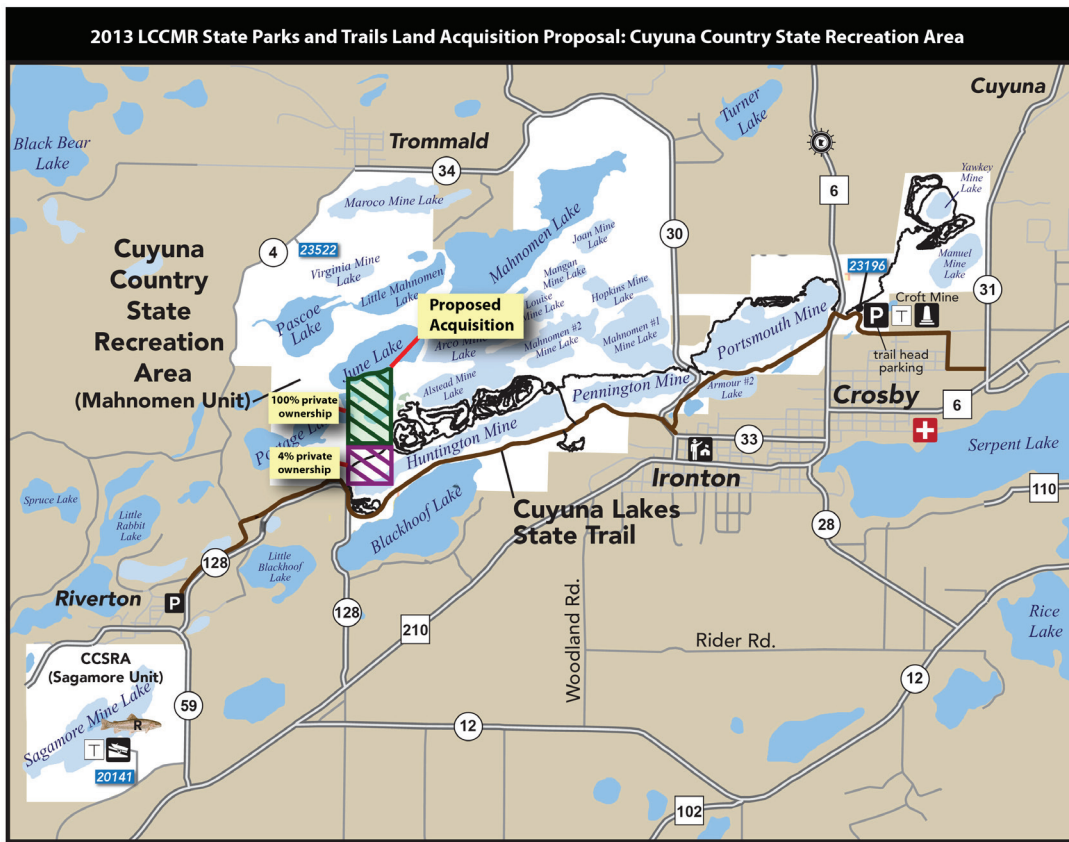 2013 LCCMR State Parks and Trails Land Acquisition Proposal: Cuyuna Country State Recreation Area
Cuyuna
Turner
Lake
Black Bear
Lake
Trommald
34
6
Yawkey
Mine
Lake
Maroco Mine Lake
Mahnomen Lake
Joan Mine
Lake
30
4
23522
Cuyuna
Country
State
Recreation
Area
(Mahnomen Unit)
Virginia Mine
Lake
Little Mahnomen
Lake
Mangan
Mine Lake
Hopkins Mine
Lake
Louise
Mine Lake
23196
Manuel
Mine
Lake
31
Pascoe
Lake
Proposed
Acquisition
Croft Mine
P
T
trail head
parking
Portsmouth Mine
Arco Mine
Lake
Mahnomen #2
Mine Lake
Mahnomen #1
Mine Lake
June Lake
Alstead Mine
Lake
Pennington Mine
Armour #2
Lake
Crosby
6
100% private
ownership
Portage Lake
Huntington Mine
4% private
ownership
33
Serpent Lake
Ironton
110
Cuyuna Lakes
State Trail
Blackhoof Lake
28
Spruce Lake
Little
Rabbit
Lake
128
Little
Blackhoof
Lake
Riverton
P
128
210
Woodland Rd.
Rider Rd.
Rice
Lake
12
CCSRA
(Sagamore Unit)
Sagamore Mine Lake
R
T
20141
59
12
102